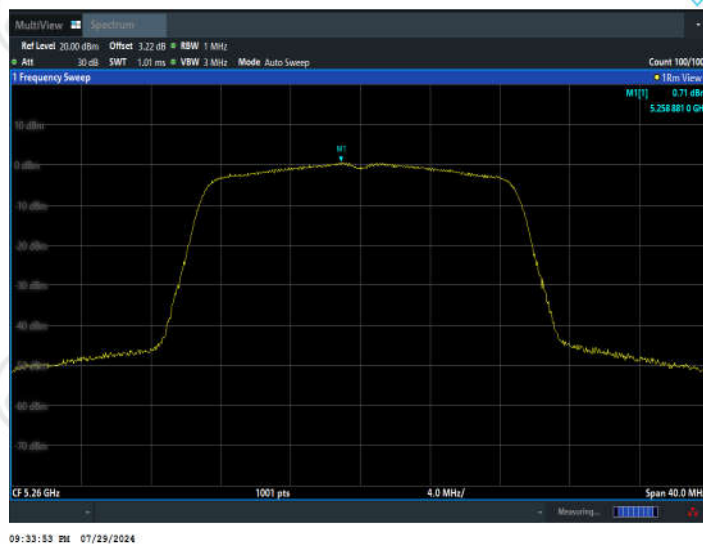 MultiView Spectrum
Ref Level 20.00 dBm Offset 3.22 dB RBW 1 MHz
Att 30 dB SWT 1.01 ms VBW 3 MHz Mode Auto Sweep Count 100/100
1 Frequency Sweep 1Rm View
M1[1] 0.71 dBm
5.258 881 0 GH
10 dBm
M1
0 dBm
-10 dBm
-20 dBm
-30 dBm
-40 dBm
-50 dBm
-60 dBm
-70 dBm
CF 5.26 GHz 1001 pts 4.0 MHz/ Span 40.0 MH
Measuring...
09:33:53 PM 07/29/2024